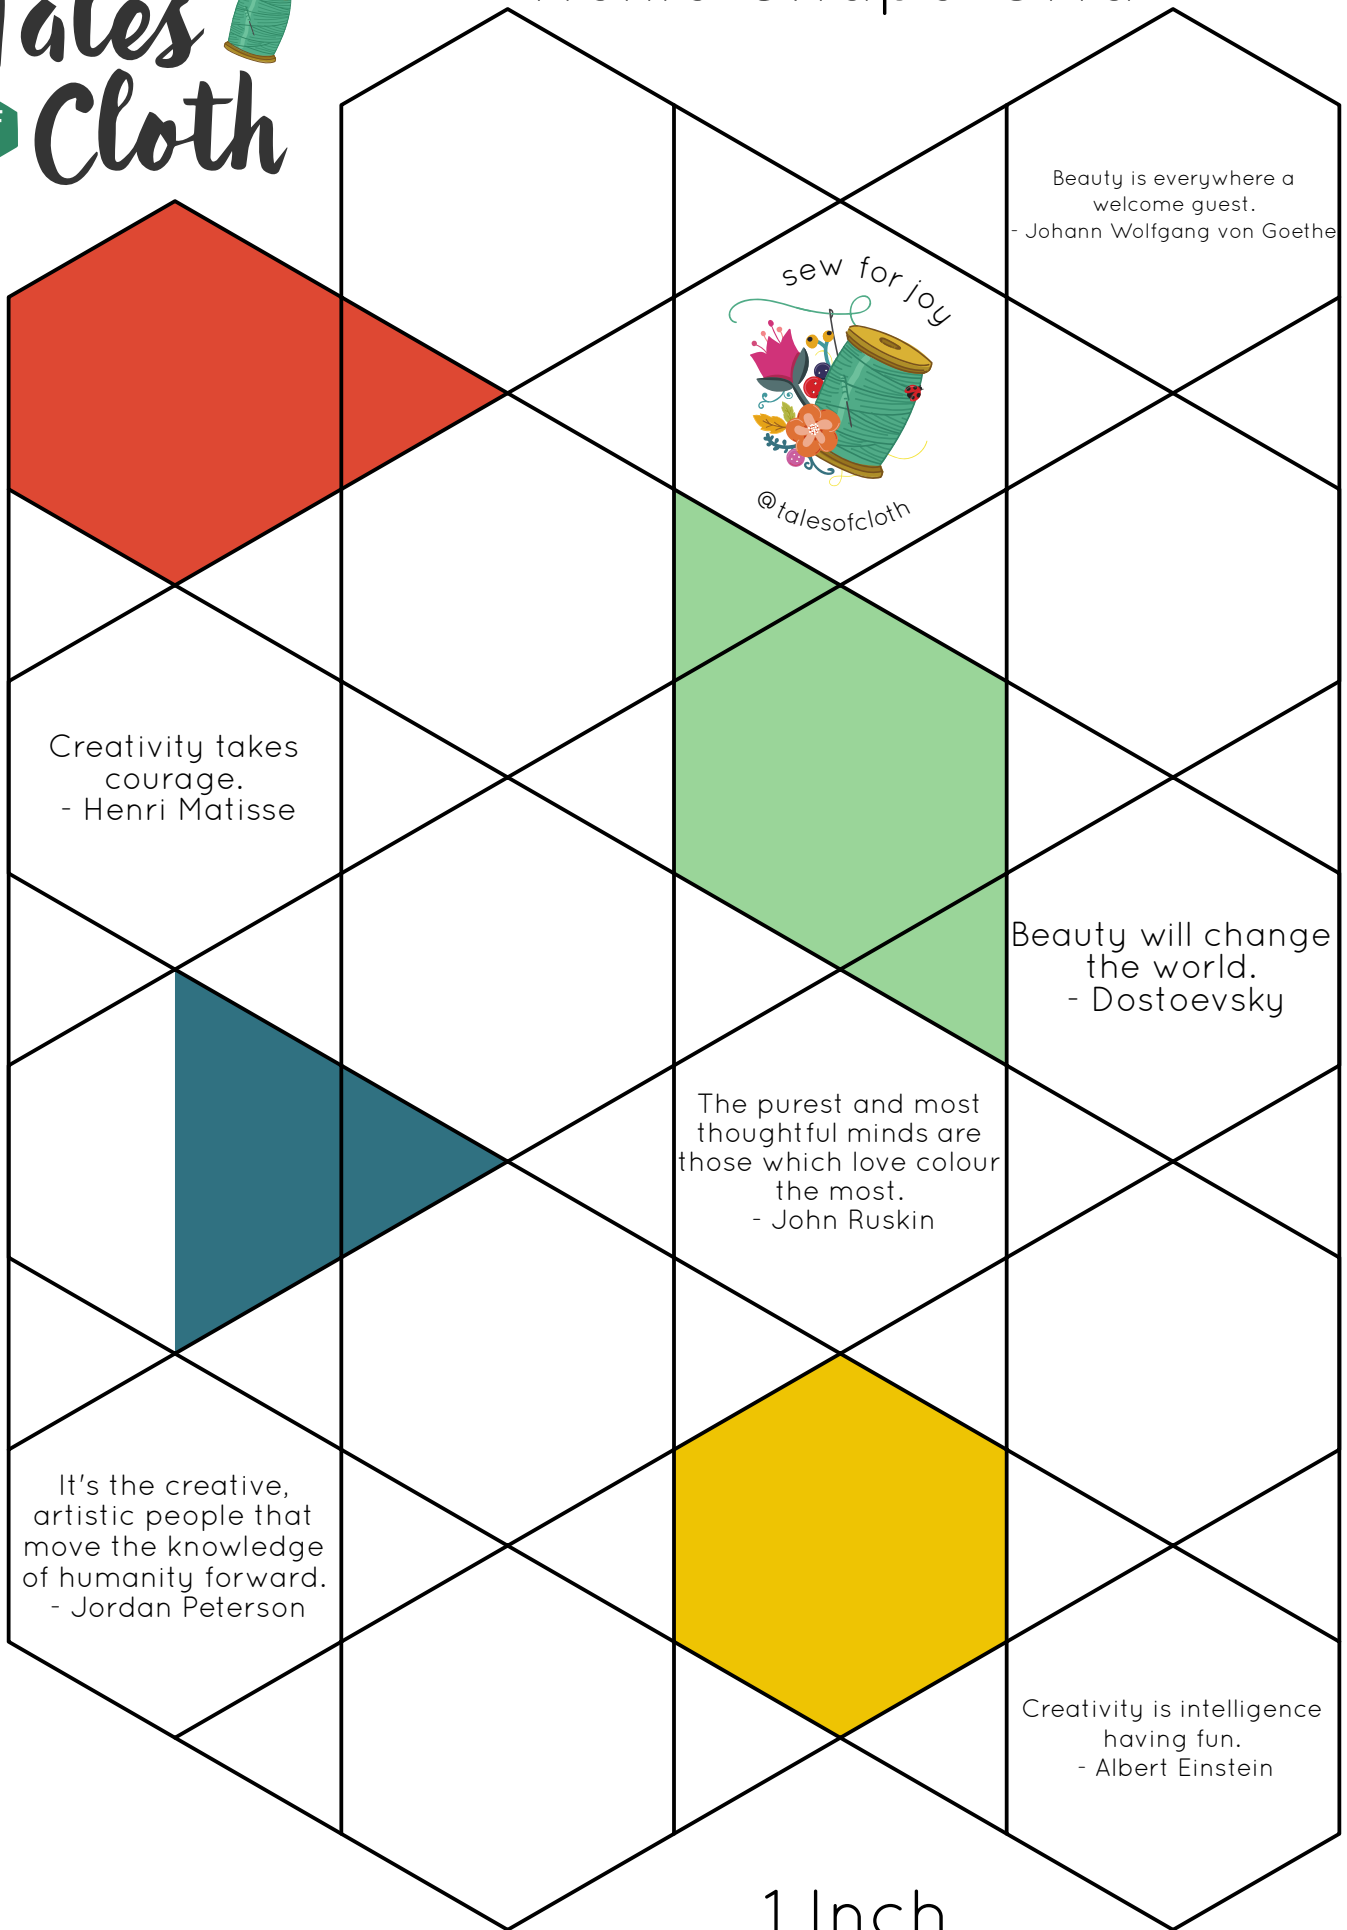 Tales
Cloth
Beauty is everywhere a
welcome guest.
- Johann Wolfgang von Goethe
sew for joy
@talesofcloth
Creativity takes
courage.
- Henri Matisse
Beauty will change
the world.
- Dostoevsky
The purest and most
thoughtful minds are
those which love colour
the most.
- John Ruskin
It's the creative,
artistic people that
move the knowledge
of humanity forward.
- Jordan Peterson
Creativity is intelligence
having fun.
- Albert Einstein
1 Inch